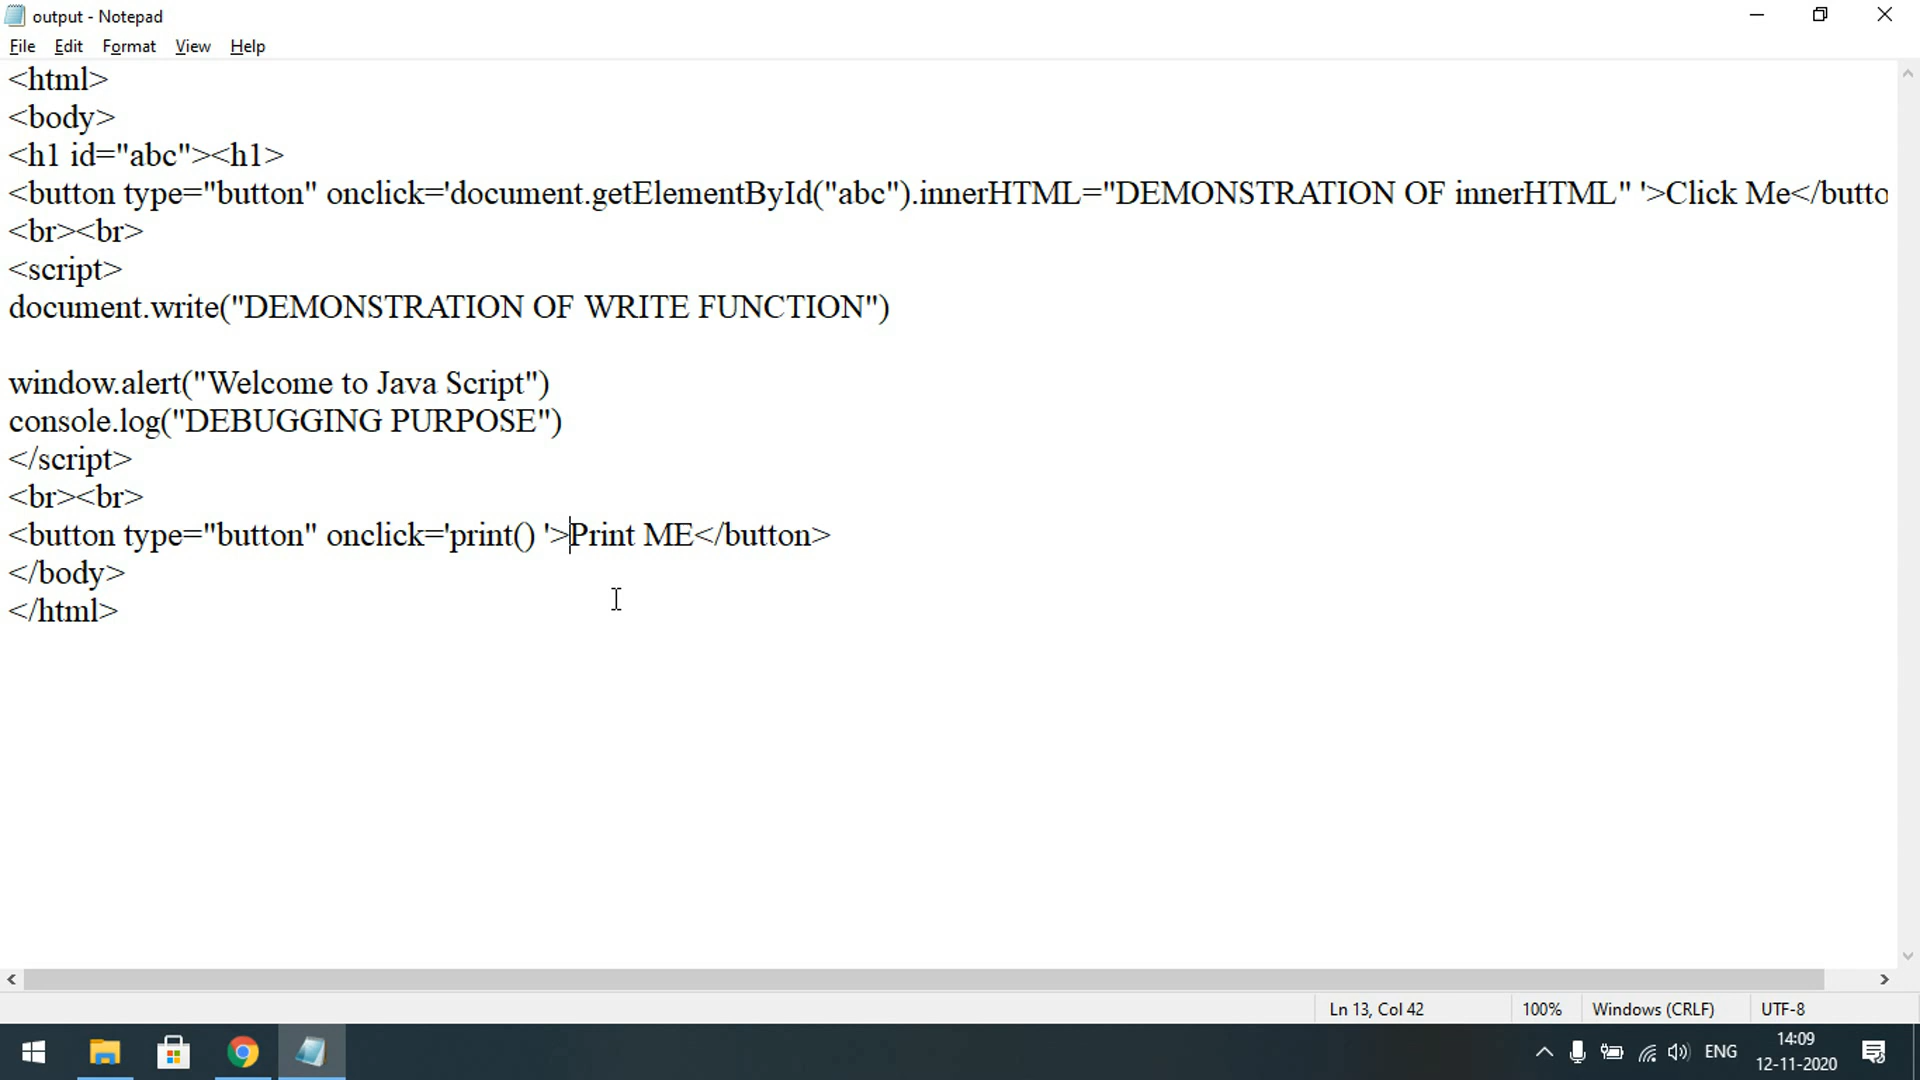 output - Notepad
File Edit Format View Help
<html>
<body>
<h1 id="abc"><h1>
<button type="button" onclick='document.getElementById("abc").innerHTML="DEMONSTRATION OF innerHTML" '>Click Me</butto
<br><br>
<script>
document.write("DEMONSTRATION OF WRITE FUNCTION")
window.alert("Welcome to Java Script")
console.log("DEBUGGING PURPOSE")
</script>
<br><br>
<button type="button" onclick='print() '>Print ME</button>
</body>
</html>
Ln 13, Col 42 100% Windows (CRLF) UTF-8
ENG 14:09
12-11-2020